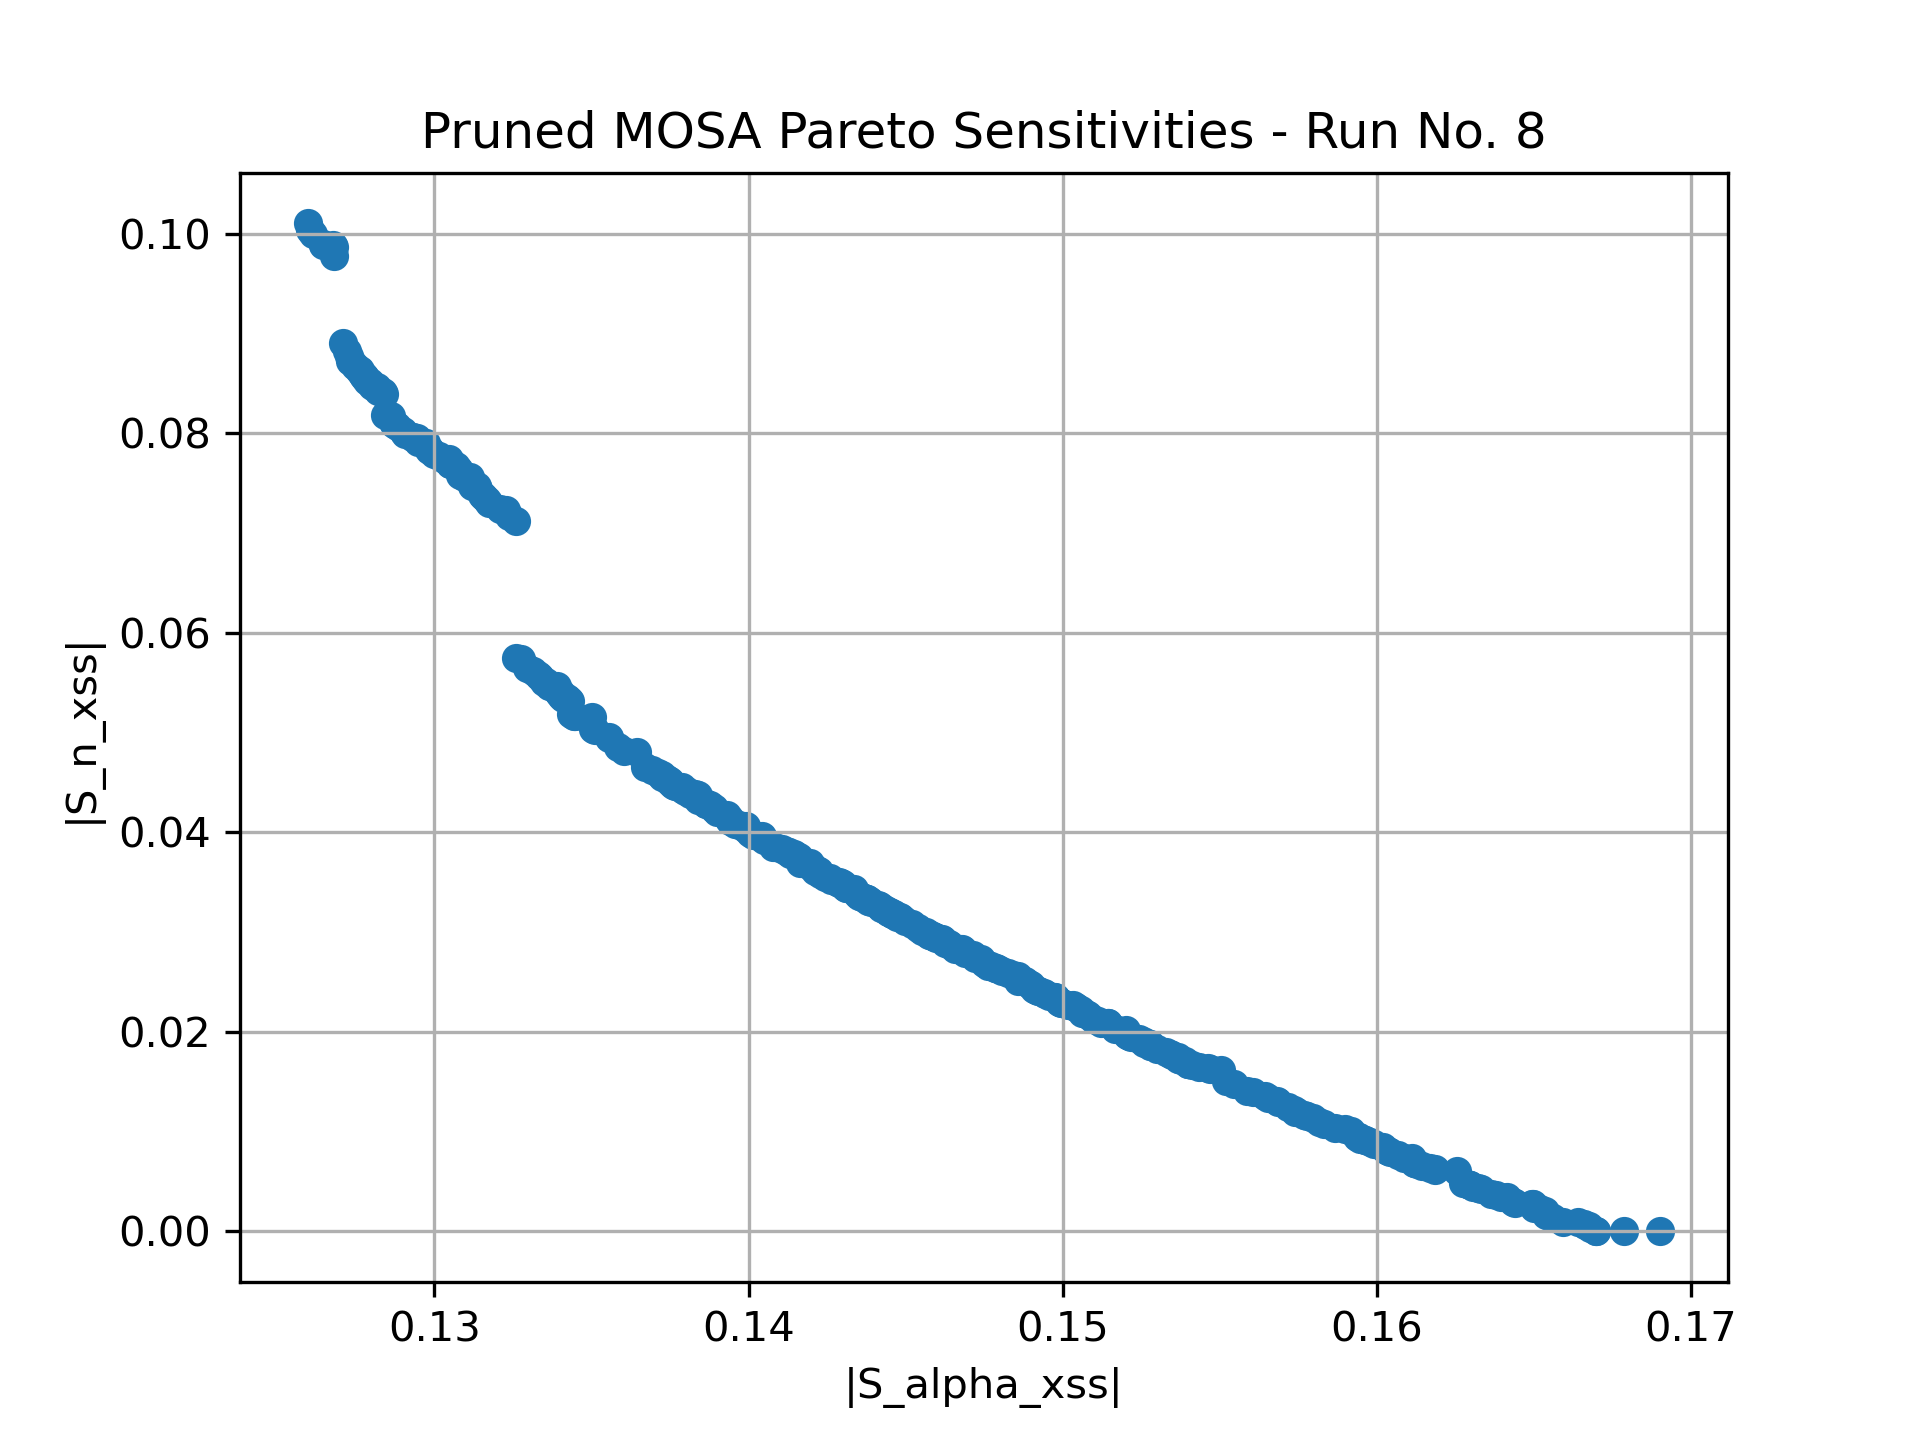 Pruned MOSA Pareto Sensitivities - Run No. 8
|S_n_xss|
0.10
0.08
0.06
0.04
0.02
0.00
0.13 0.14 0.15 0.16 0.17
|S_alpha_xss|